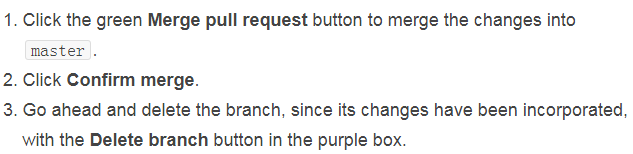 1. Click the green Merge pull request button to merge the changes into
master .
2. Click Confirm merge.
3. Go ahead and delete the branch, since its changes have been incorporated,
with the Delete branch button in the purple box.